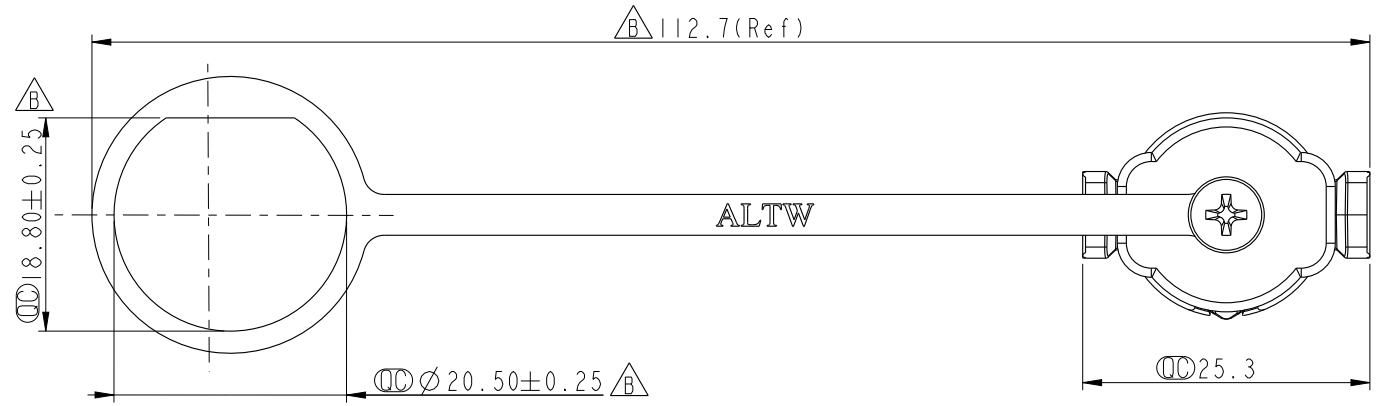 B 112.7(Ref)
B
QC 18.80±0.25
ALTW
QC Ø20.50±0.25 B
QC 25.3